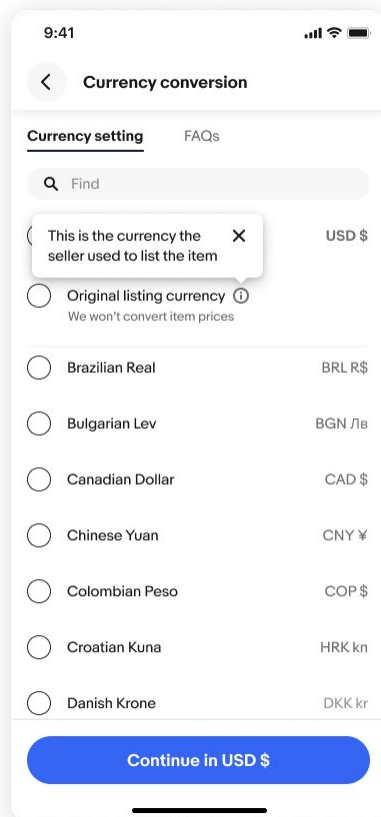 9:41
Currency conversion
Currency setting
FAQs
Find
This is the currency the
seller used to list the item
USD $
Original listing currency
We won't convert item prices
Brazilian Real
BRL R$
Bulgarian Lev
BGN Лв
Canadian Dollar
CAD $
Chinese Yuan
CNY ¥
Colombian Peso
COP $
Croatian Kuna
HRK kn
Danish Krone
DKK kr
Continue in USD $